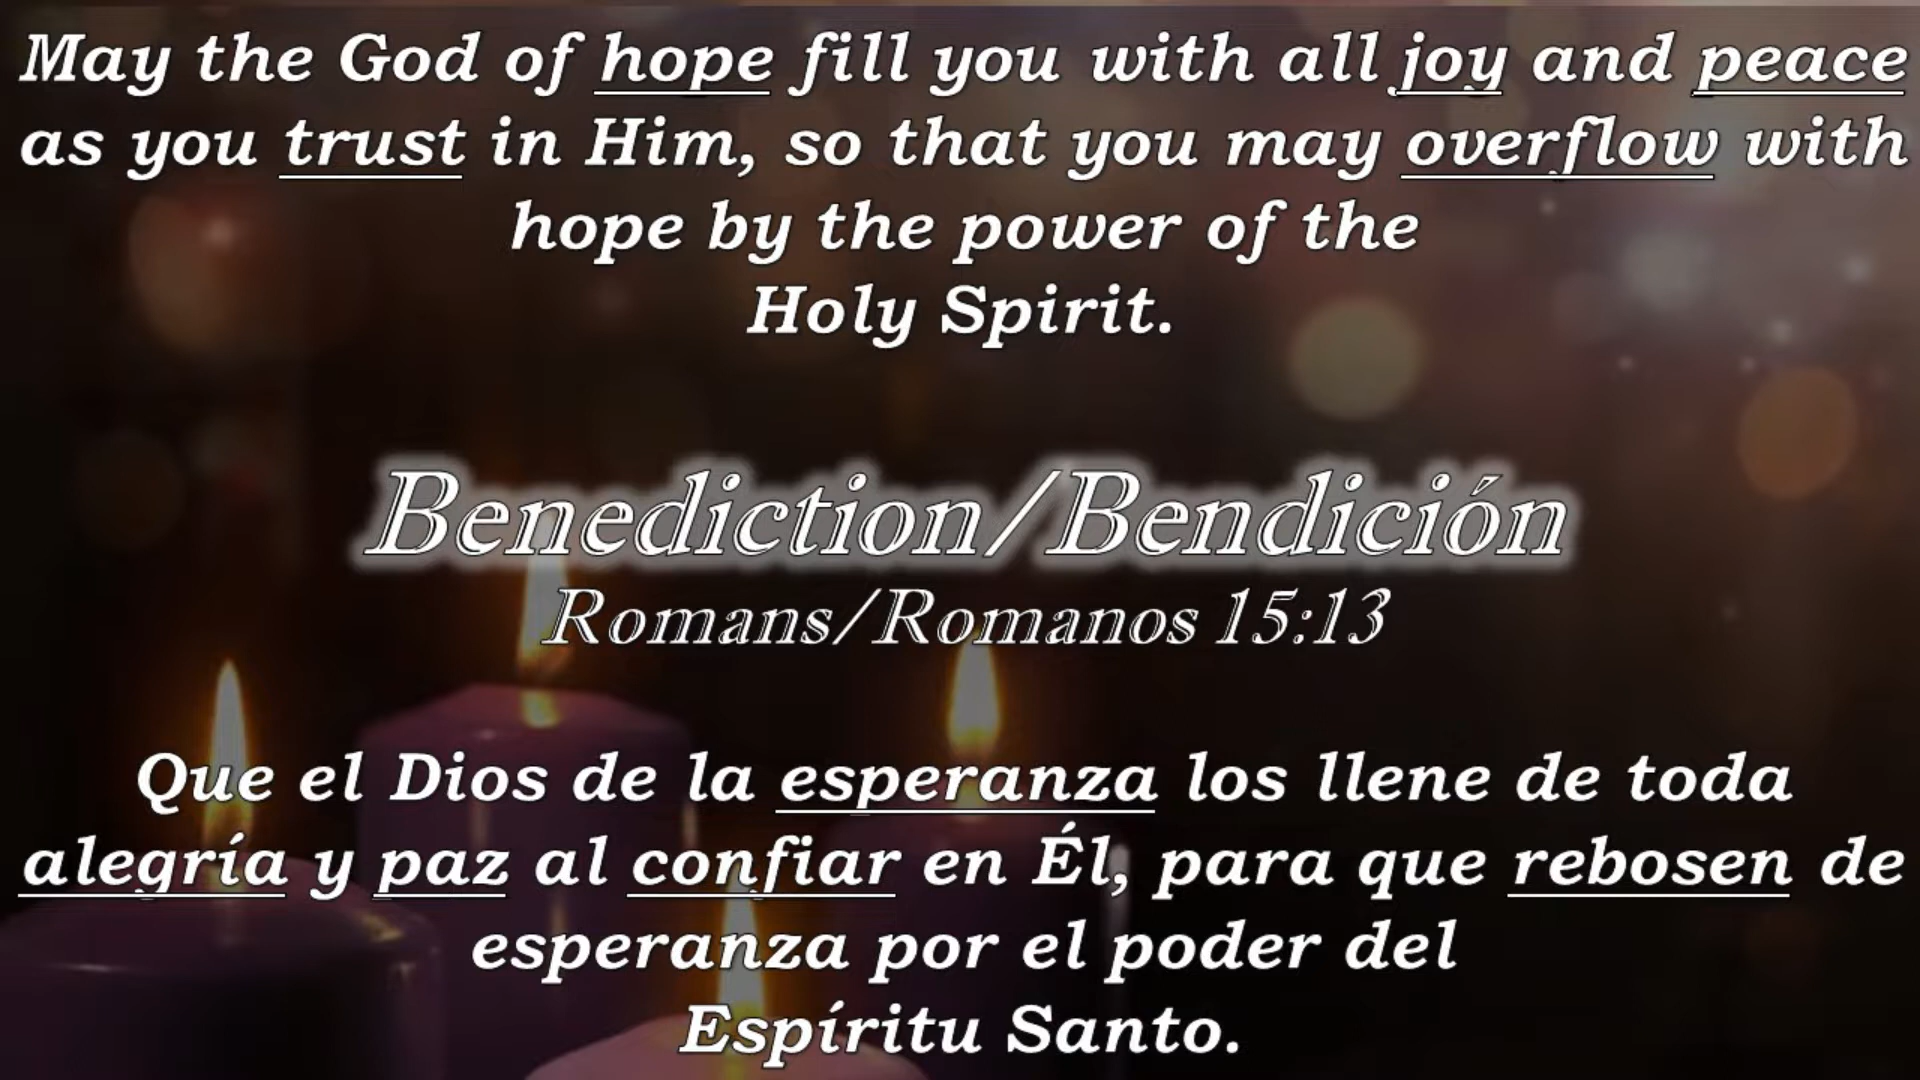 May the God of hope fill you with all joy and peace
as you trust in Him, so that you may overflow with
hope by the power of the
Holy Spirit.
Benediction/Bendición
Romans/Romanos 15:13
Que el Dios de la esperanza los llene de toda
alegría y paz al confiar en Él, para que rebosen de
esperanza por el poder del
Espíritu Santo.